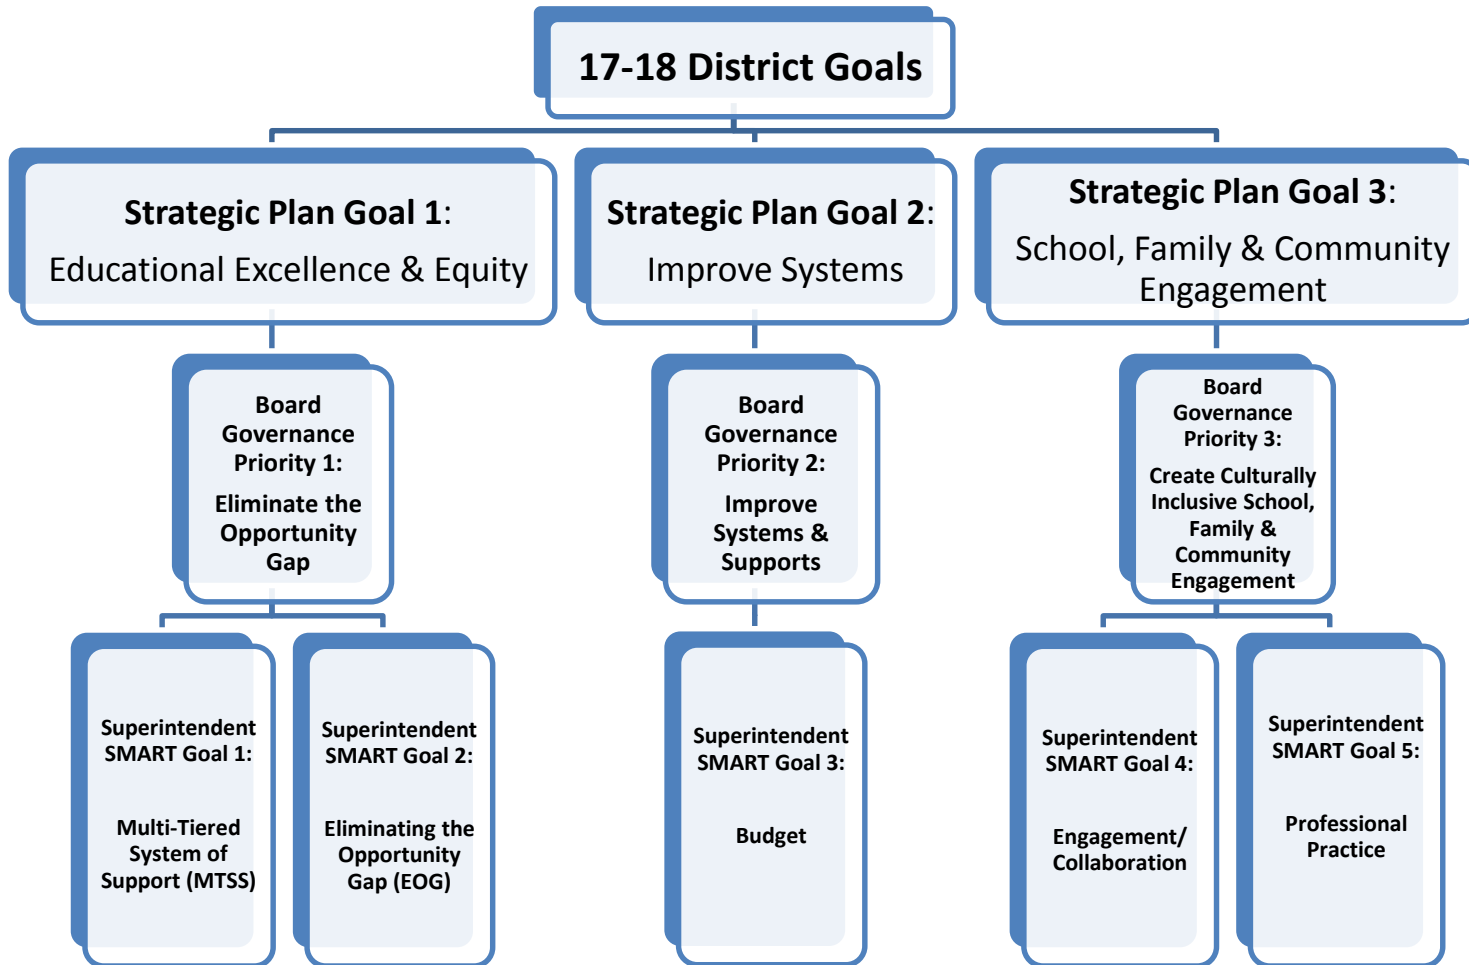 17-18 District Goals
Strategic Plan Goal 1:
Educational Excellence & Equity
Strategic Plan Goal 2:
Improve Systems
Strategic Plan Goal 3:
School, Family & Community
Engagement
Board
Governance
Priority 1:
Eliminate the
Opportunity
Gap
Board
Governance
Priority 2:
Improve
Systems &
Supports
Board
Governance
Priority 3:
Create Culturally
Inclusive School,
Family &
Community
Engagement
Superintendent
SMART Goal 1:
Multi-Tiered
System of
Support (MTSS)
Superintendent
SMART Goal 2:
Eliminating the
Opportunity
Gap (EOG)
Superintendent
SMART Goal 3:
Budget
Superintendent
SMART Goal 4:
Engagement/
Collaboration
Superintendent
SMART Goal 5:
Professional
Practice